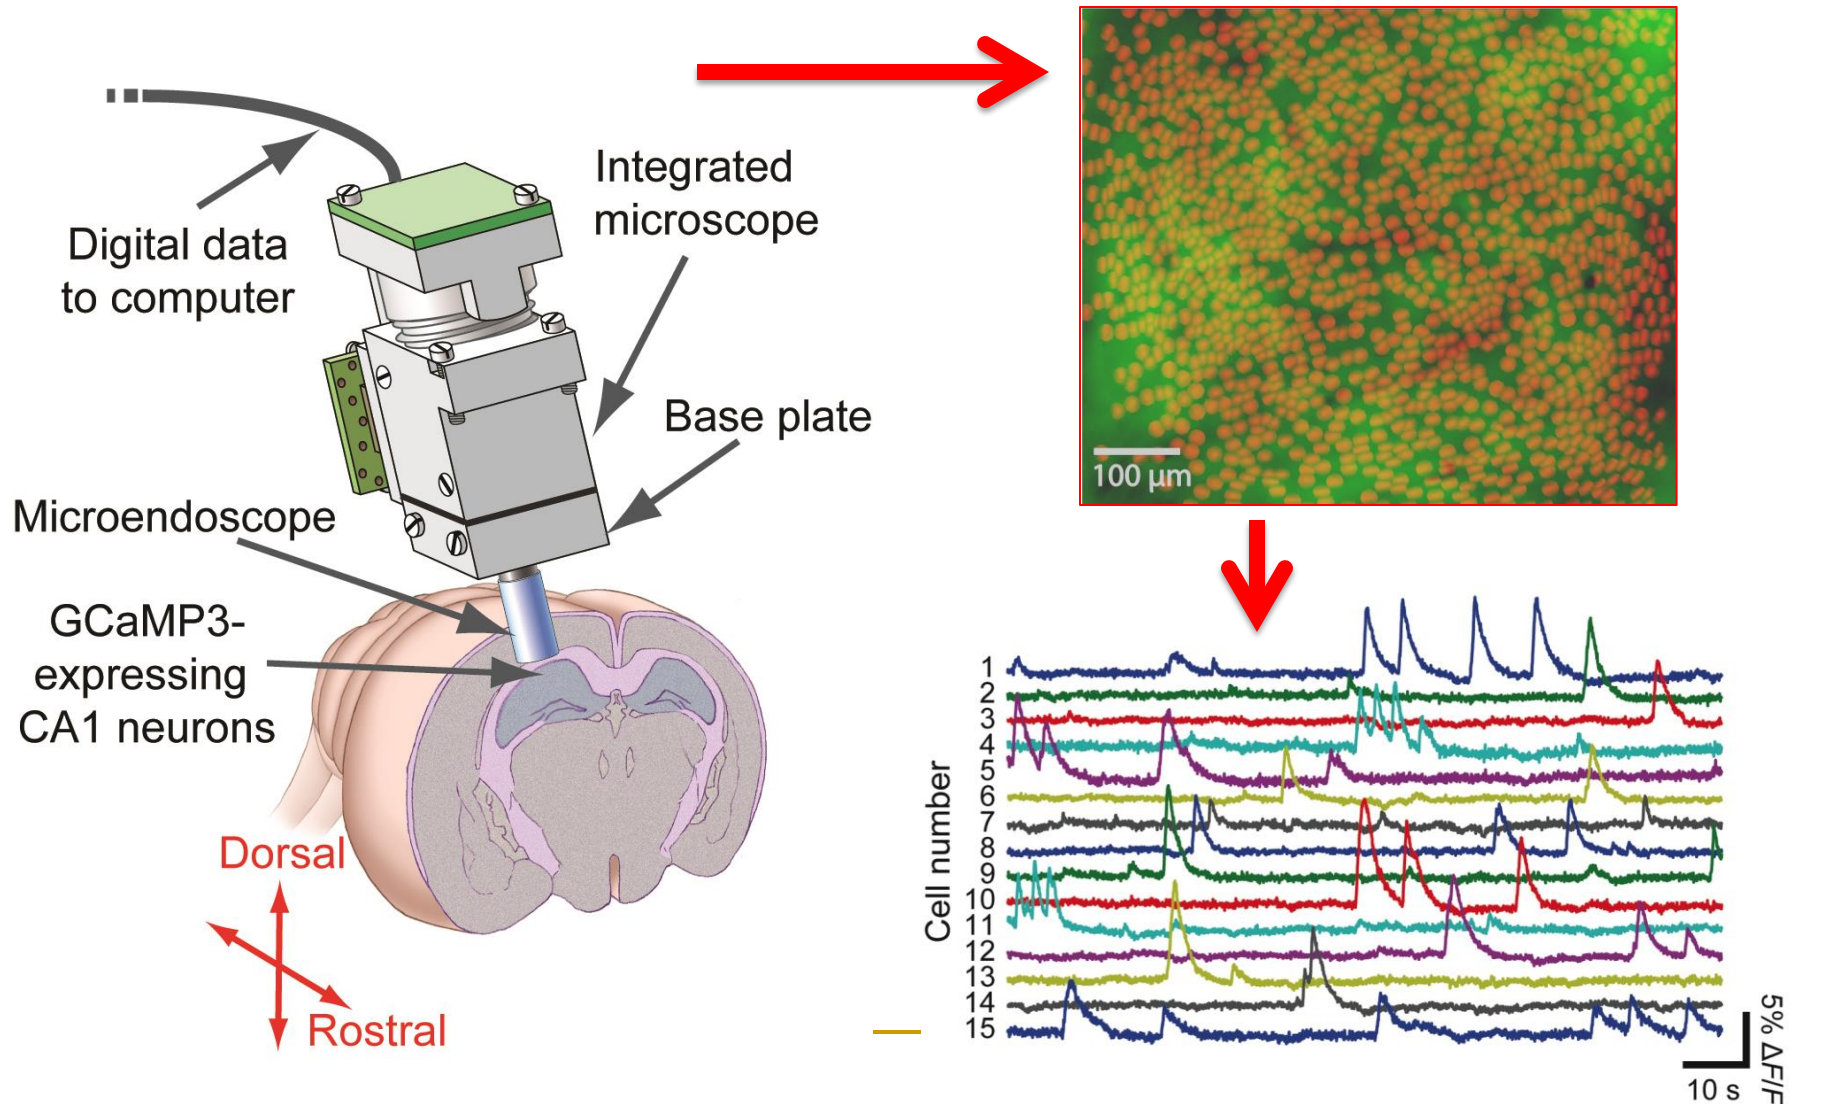 Digital data
to computer
Integrated
microscope
Base plate
Microendoscope
GCaMP3-
expressing
CA1 neurons
Dorsal
Rostral
100 µm
Cell number
1
2
3
4
5
6
7
8
9
10
11
12
13
14
15
5% ΔF/F
10 s